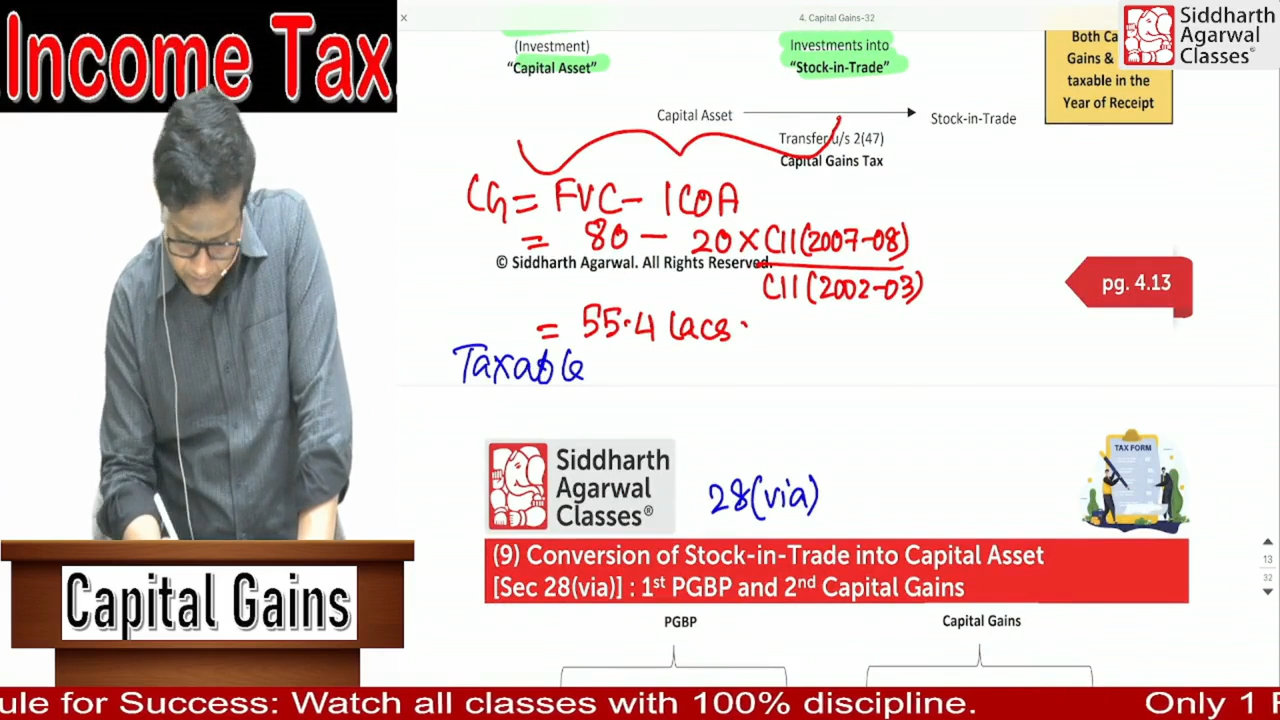 Income Tax
4. Capital Gains-32
Siddharth
Agarwal
Classes®
(Investment)
"Capital Asset"
Investments into
"Stock-in-Trade"
Both Ca
Gains &
taxable in the
Year of Receipt
Capital Asset
Stock-in-Trade
Transfer u/s 2(47)
Capital Gains Tax
CG = FVC - ICOA
= 80 - 20 × CII(2007-08)
CII(2002-03)
© Siddharth Agarwal. All Rights Reserved.
pg. 4.13
= 55.4 lacs.
Taxable
Siddharth
Agarwal
Classes®
28(via)
TAX FORM
(9) Conversion of Stock-in-Trade into Capital Asset
[Sec 28(via)] : 1st PGBP and 2nd Capital Gains
13
32
PGBP
Capital Gains
Capital Gains
ule for Success: Watch all classes with 100% discipline.
Only 1